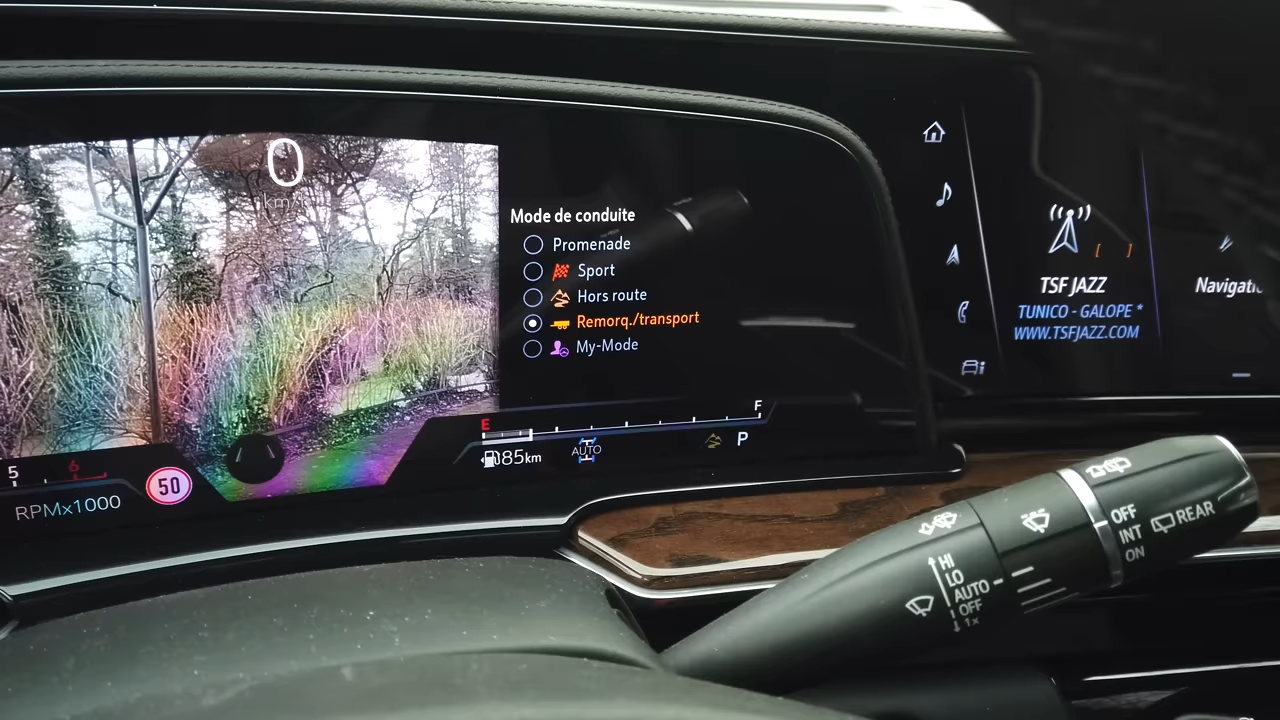 0
km/h
Mode de conduite
Promenade
Sport
Hors route
Remorq./transport
My-Mode
E
F
85km
AUTO
P
5
6
RPMx1000
50
TSF JAZZ
TUNICO - GALOPE *
WWW.TSFJAZZ.COM
HI
LO
AUTO
OFF
1x
OFF
INT
ON
REAR